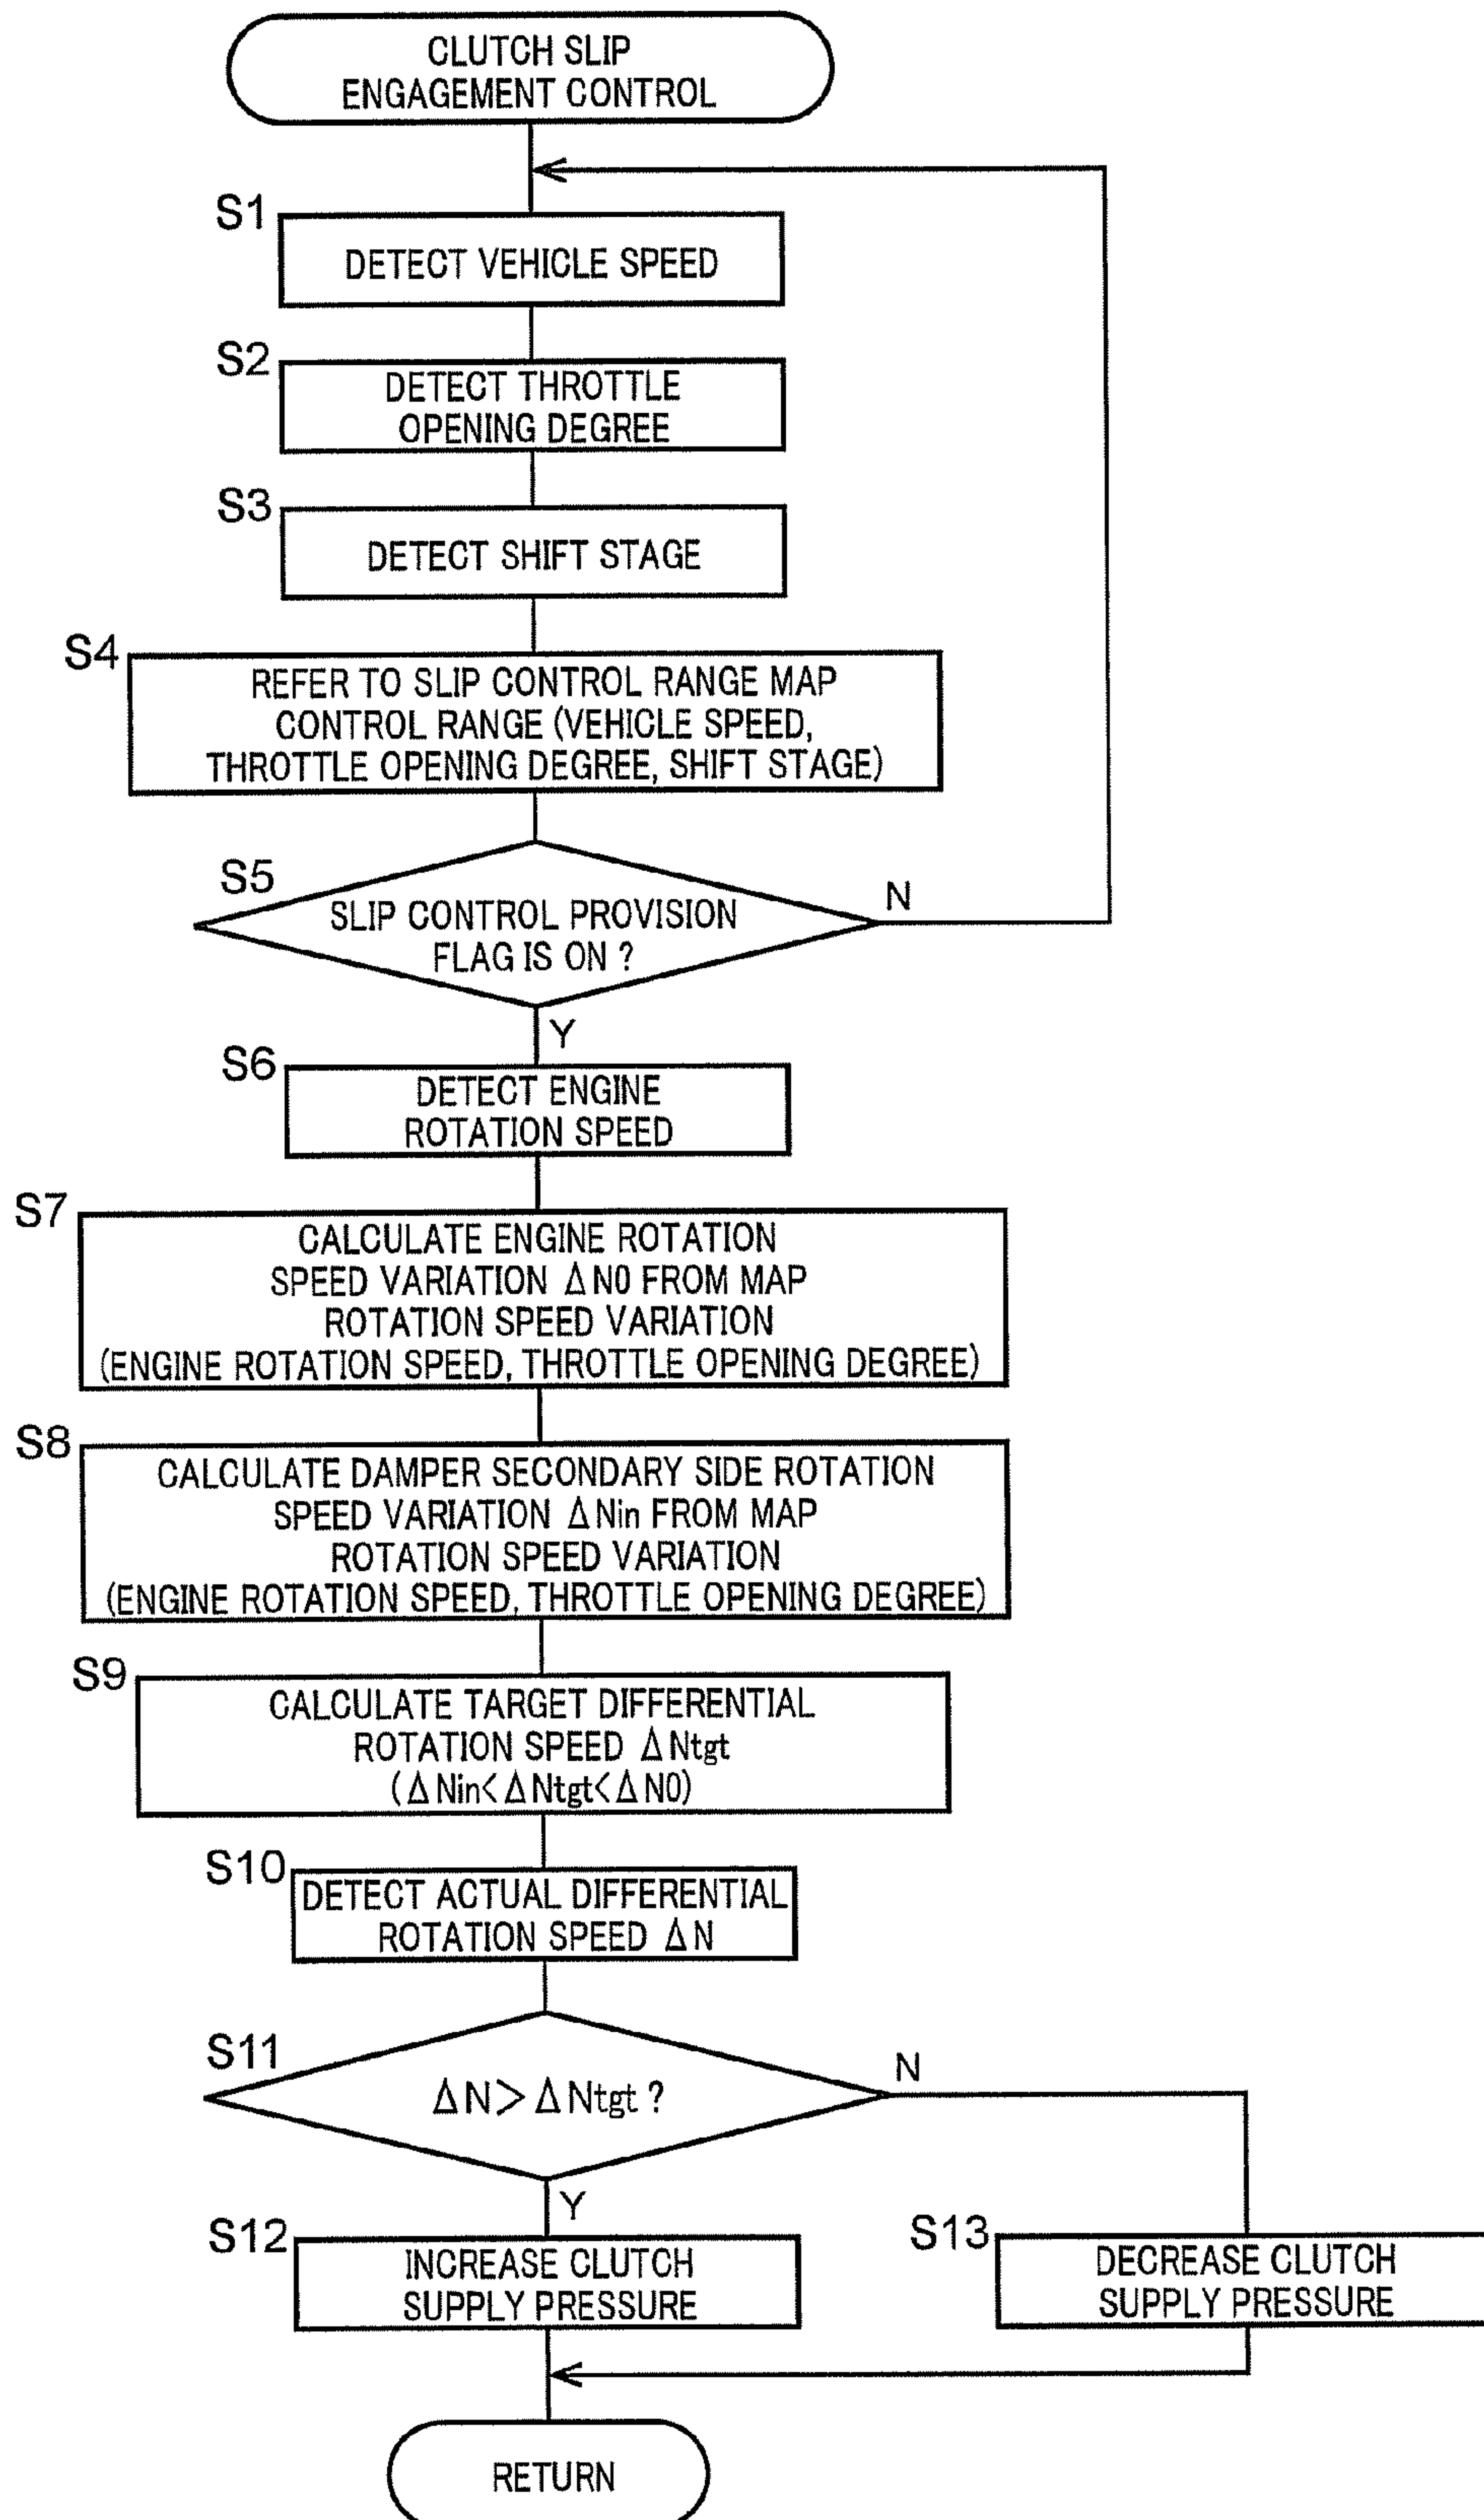 CLUTCH SLIP
ENGAGEMENT CONTROL
S1
DETECT VEHICLE SPEED
S2
DETECT THROTTLE
OPENING DEGREE
S3
DETECT SHIFT STAGE
S4
REFER TO SLIP CONTROL RANGE MAP
CONTROL RANGE (VEHICLE SPEED,
THROTTLE OPENING DEGREE, SHIFT STAGE)
S5
SLIP CONTROL PROVISION
FLAG IS ON ?
N
Y
S6
DETECT ENGINE
ROTATION SPEED
S7
CALCULATE ENGINE ROTATION
SPEED VARIATION ΔN0 FROM MAP
ROTATION SPEED VARIATION
(ENGINE ROTATION SPEED, THROTTLE OPENING DEGREE)
S8
CALCULATE DAMPER SECONDARY SIDE ROTATION
SPEED VARIATION ΔNin FROM MAP
ROTATION SPEED VARIATION
(ENGINE ROTATION SPEED, THROTTLE OPENING DEGREE)
S9
CALCULATE TARGET DIFFERENTIAL
ROTATION SPEED ΔNtgt
(ΔNin<ΔNtgt<ΔN0)
S10
DETECT ACTUAL DIFFERENTIAL
ROTATION SPEED ΔN
S11
ΔN>ΔNtgt ?
N
Y
S12
INCREASE CLUTCH
SUPPLY PRESSURE
S13
DECREASE CLUTCH
SUPPLY PRESSURE
RETURN